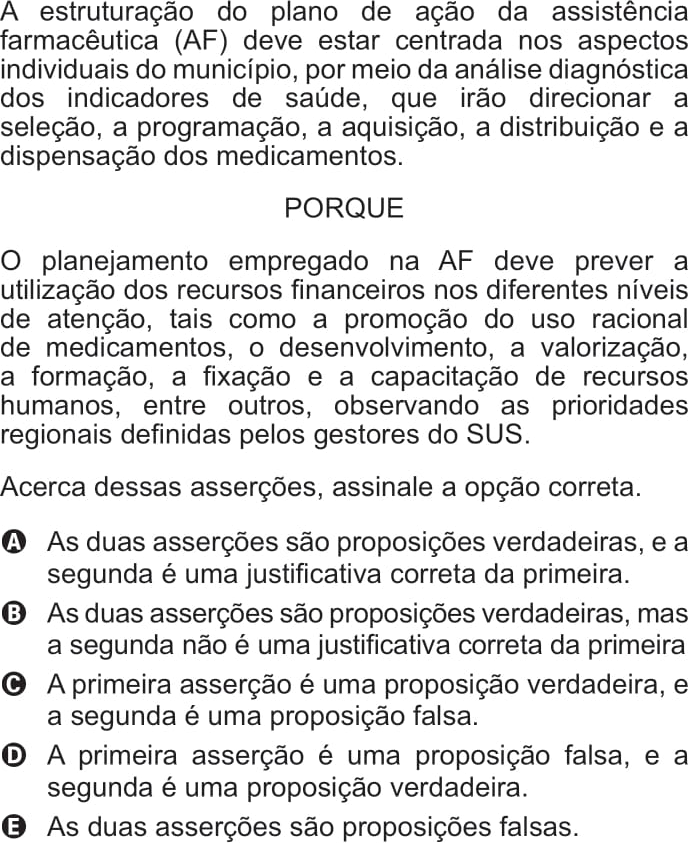 A estruturação do plano de ação da assistência
farmacêutica (AF) deve estar centrada nos aspectos
individuais do município, por meio da análise diagnóstica
dos indicadores de saúde, que irão direcionar a
seleção, a programação, a aquisição, a distribuição e a
dispensação dos medicamentos.
PORQUE
O planejamento empregado na AF deve prever a
utilização dos recursos financeiros nos diferentes níveis
de atenção, tais como a promoção do uso racional
de medicamentos, o desenvolvimento, a valorização,
a formação, a fixação e a capacitação de recursos
humanos, entre outros, observando as prioridades
regionais definidas pelos gestores do SUS.
Acerca dessas asserções, assinale a opção correta.
A As duas asserções são proposições verdadeiras, e a
segunda é uma justificativa correta da primeira.
B As duas asserções são proposições verdadeiras, mas
a segunda não é uma justificativa correta da primeira
C A primeira asserção é uma proposição verdadeira, e
a segunda é uma proposição falsa.
D A primeira asserção é uma proposição falsa, e a
segunda é uma proposição verdadeira.
E As duas asserções são proposições falsas.